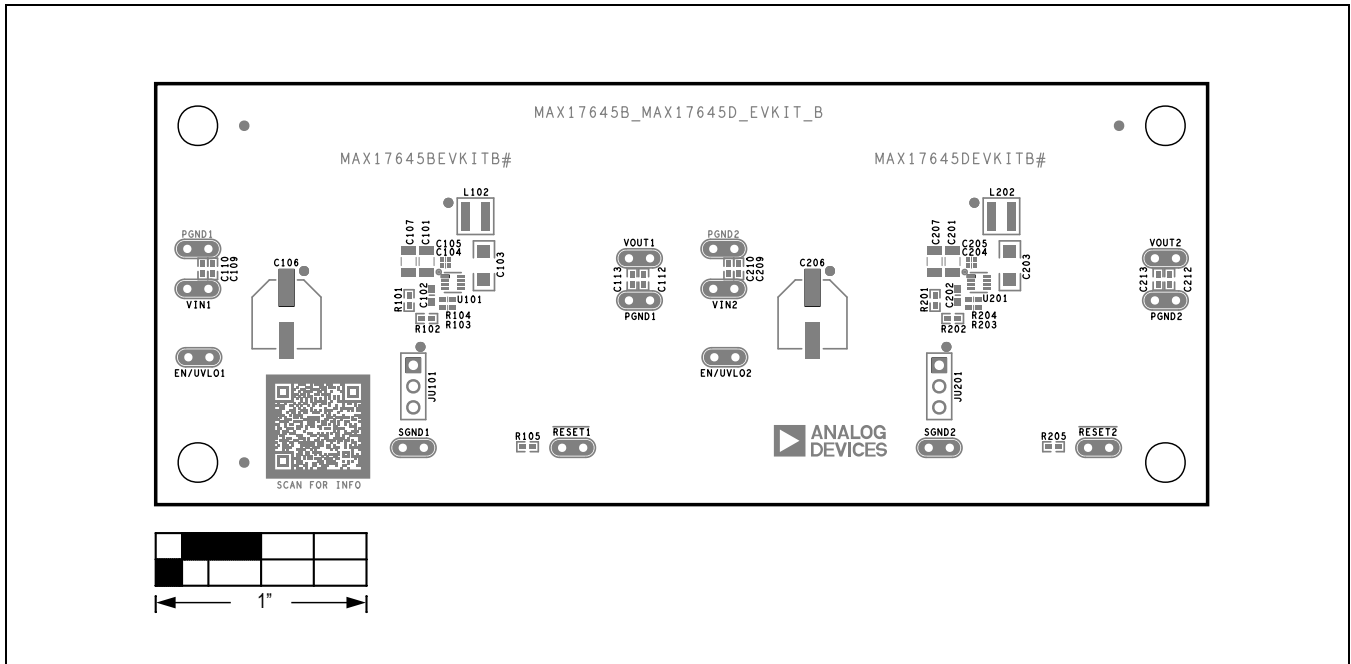 MAX17645B_MAX17645D_EVKIT_B
MAX17645BEVKITB#
MAX17645DEVKITB#
L102
L202
C107
C101
C105
C104
C103
C207
C201
C205
C204
C203
PGND1
C110
C109
VIN1
C106
R101
C102
U101
R104
R103
R102
VOUT1
C113
C112
PGND1
PGND2
C210
C209
VIN2
C206
R201
C202
U201
R204
R203
R202
VOUT2
C213
C212
PGND2
EN/UVLO1
JU101
EN/UVLO2
JU201
SGND1
R105
RESET1
ANALOG
DEVICES
SGND2
R205
RESET2
SCAN FOR INFO
1”